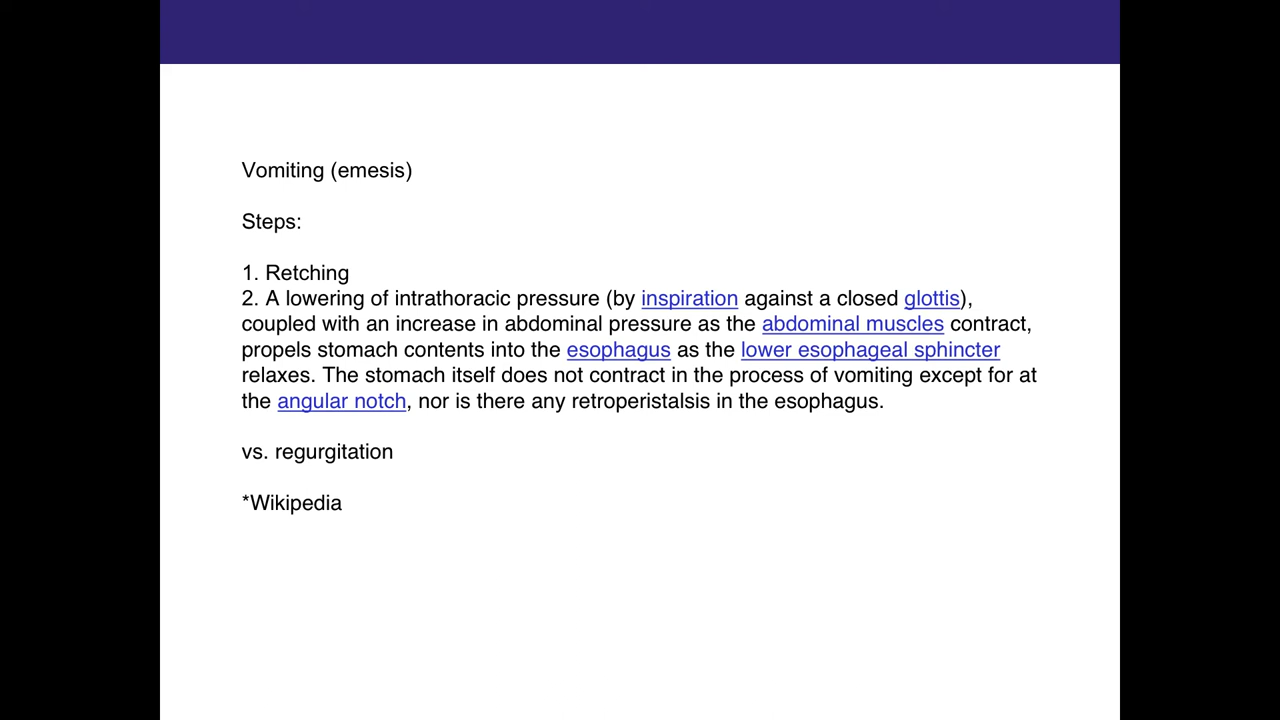 Vomiting (emesis)
Steps:
1. Retching
2. A lowering of intrathoracic pressure (by inspiration against a closed glottis),
coupled with an increase in abdominal pressure as the abdominal muscles contract,
propels stomach contents into the esophagus as the lower esophageal sphincter
relaxes. The stomach itself does not contract in the process of vomiting except for at
the angular notch, nor is there any retroperistalsis in the esophagus.
vs. regurgitation
*Wikipedia